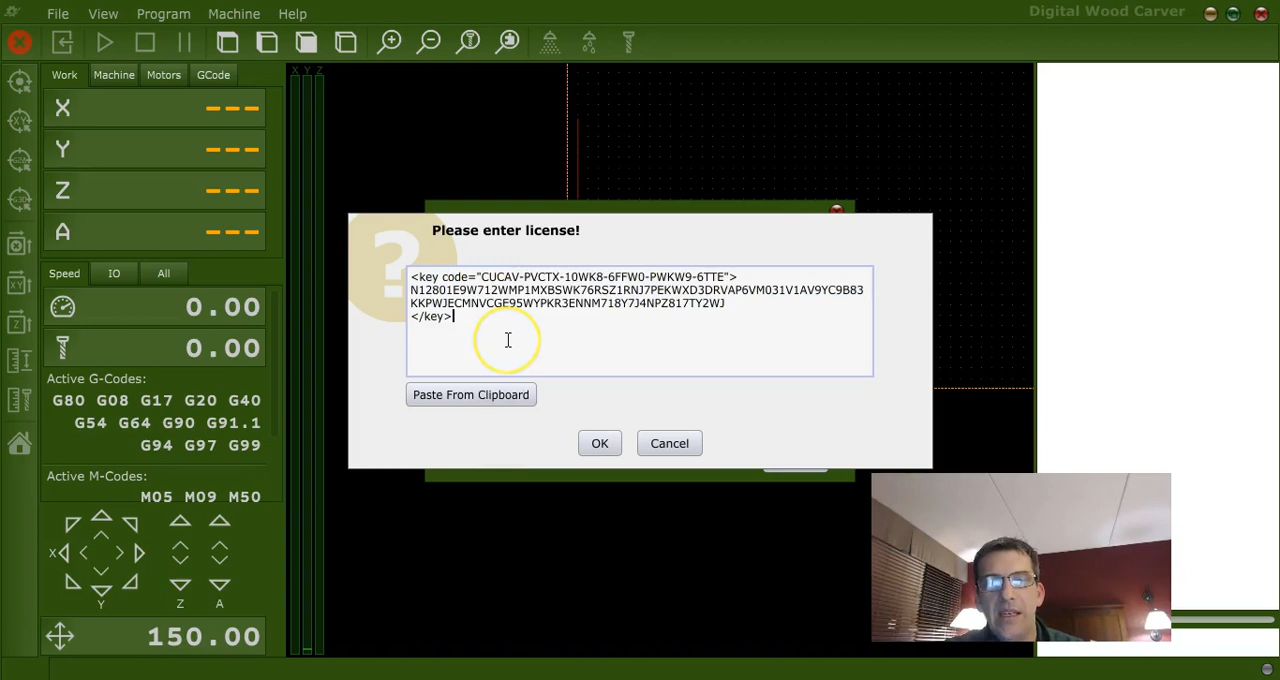 File View Program Machine Help
Digital Wood Carver
Work Machine Motors GCode
X Y Z
X ---
Y ---
Z ---
A ---
Speed IO All
0.00
0.00
Active G-Codes:
G80 G08 G17 G20 G40
G54 G64 G90 G91.1
G94 G97 G99
Active M-Codes:
M05 M09 M50
X
Y
Z A
150.00
Please enter license!
<key code="CUCAV-PVCTX-10WK8-6FFW0-PWKW9-6TTE">
N12801E9W712WMP1MXBSWK76RSZ1RNJ7PEKWXD3DRVAP6VM031V1AV9YC9B83
KKPWJECMNVCGE95WYPKR3ENNM718Y7J4NPZ817TY2WJ
</key>
Paste From Clipboard
OK Cancel